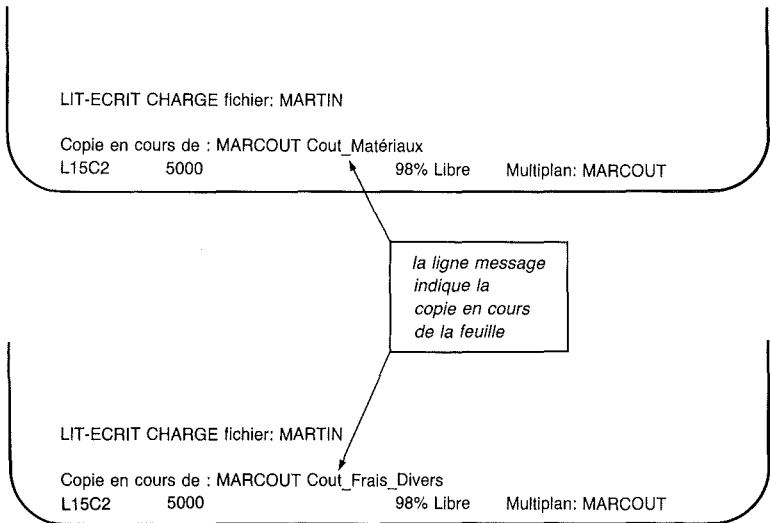 LIT-ECRIT CHARGE fichier: MARTIN
Copie en cours de : MARCOUT Cout_Matériaux
L15C2 5000 98% Libre Multiplan: MARCOUT
la ligne message
indique la
copie en cours
de la feuille
LIT-ECRIT CHARGE fichier: MARTIN
Copie en cours de : MARCOUT Cout_Frais_Divers
L15C2 5000 98% Libre Multiplan: MARCOUT